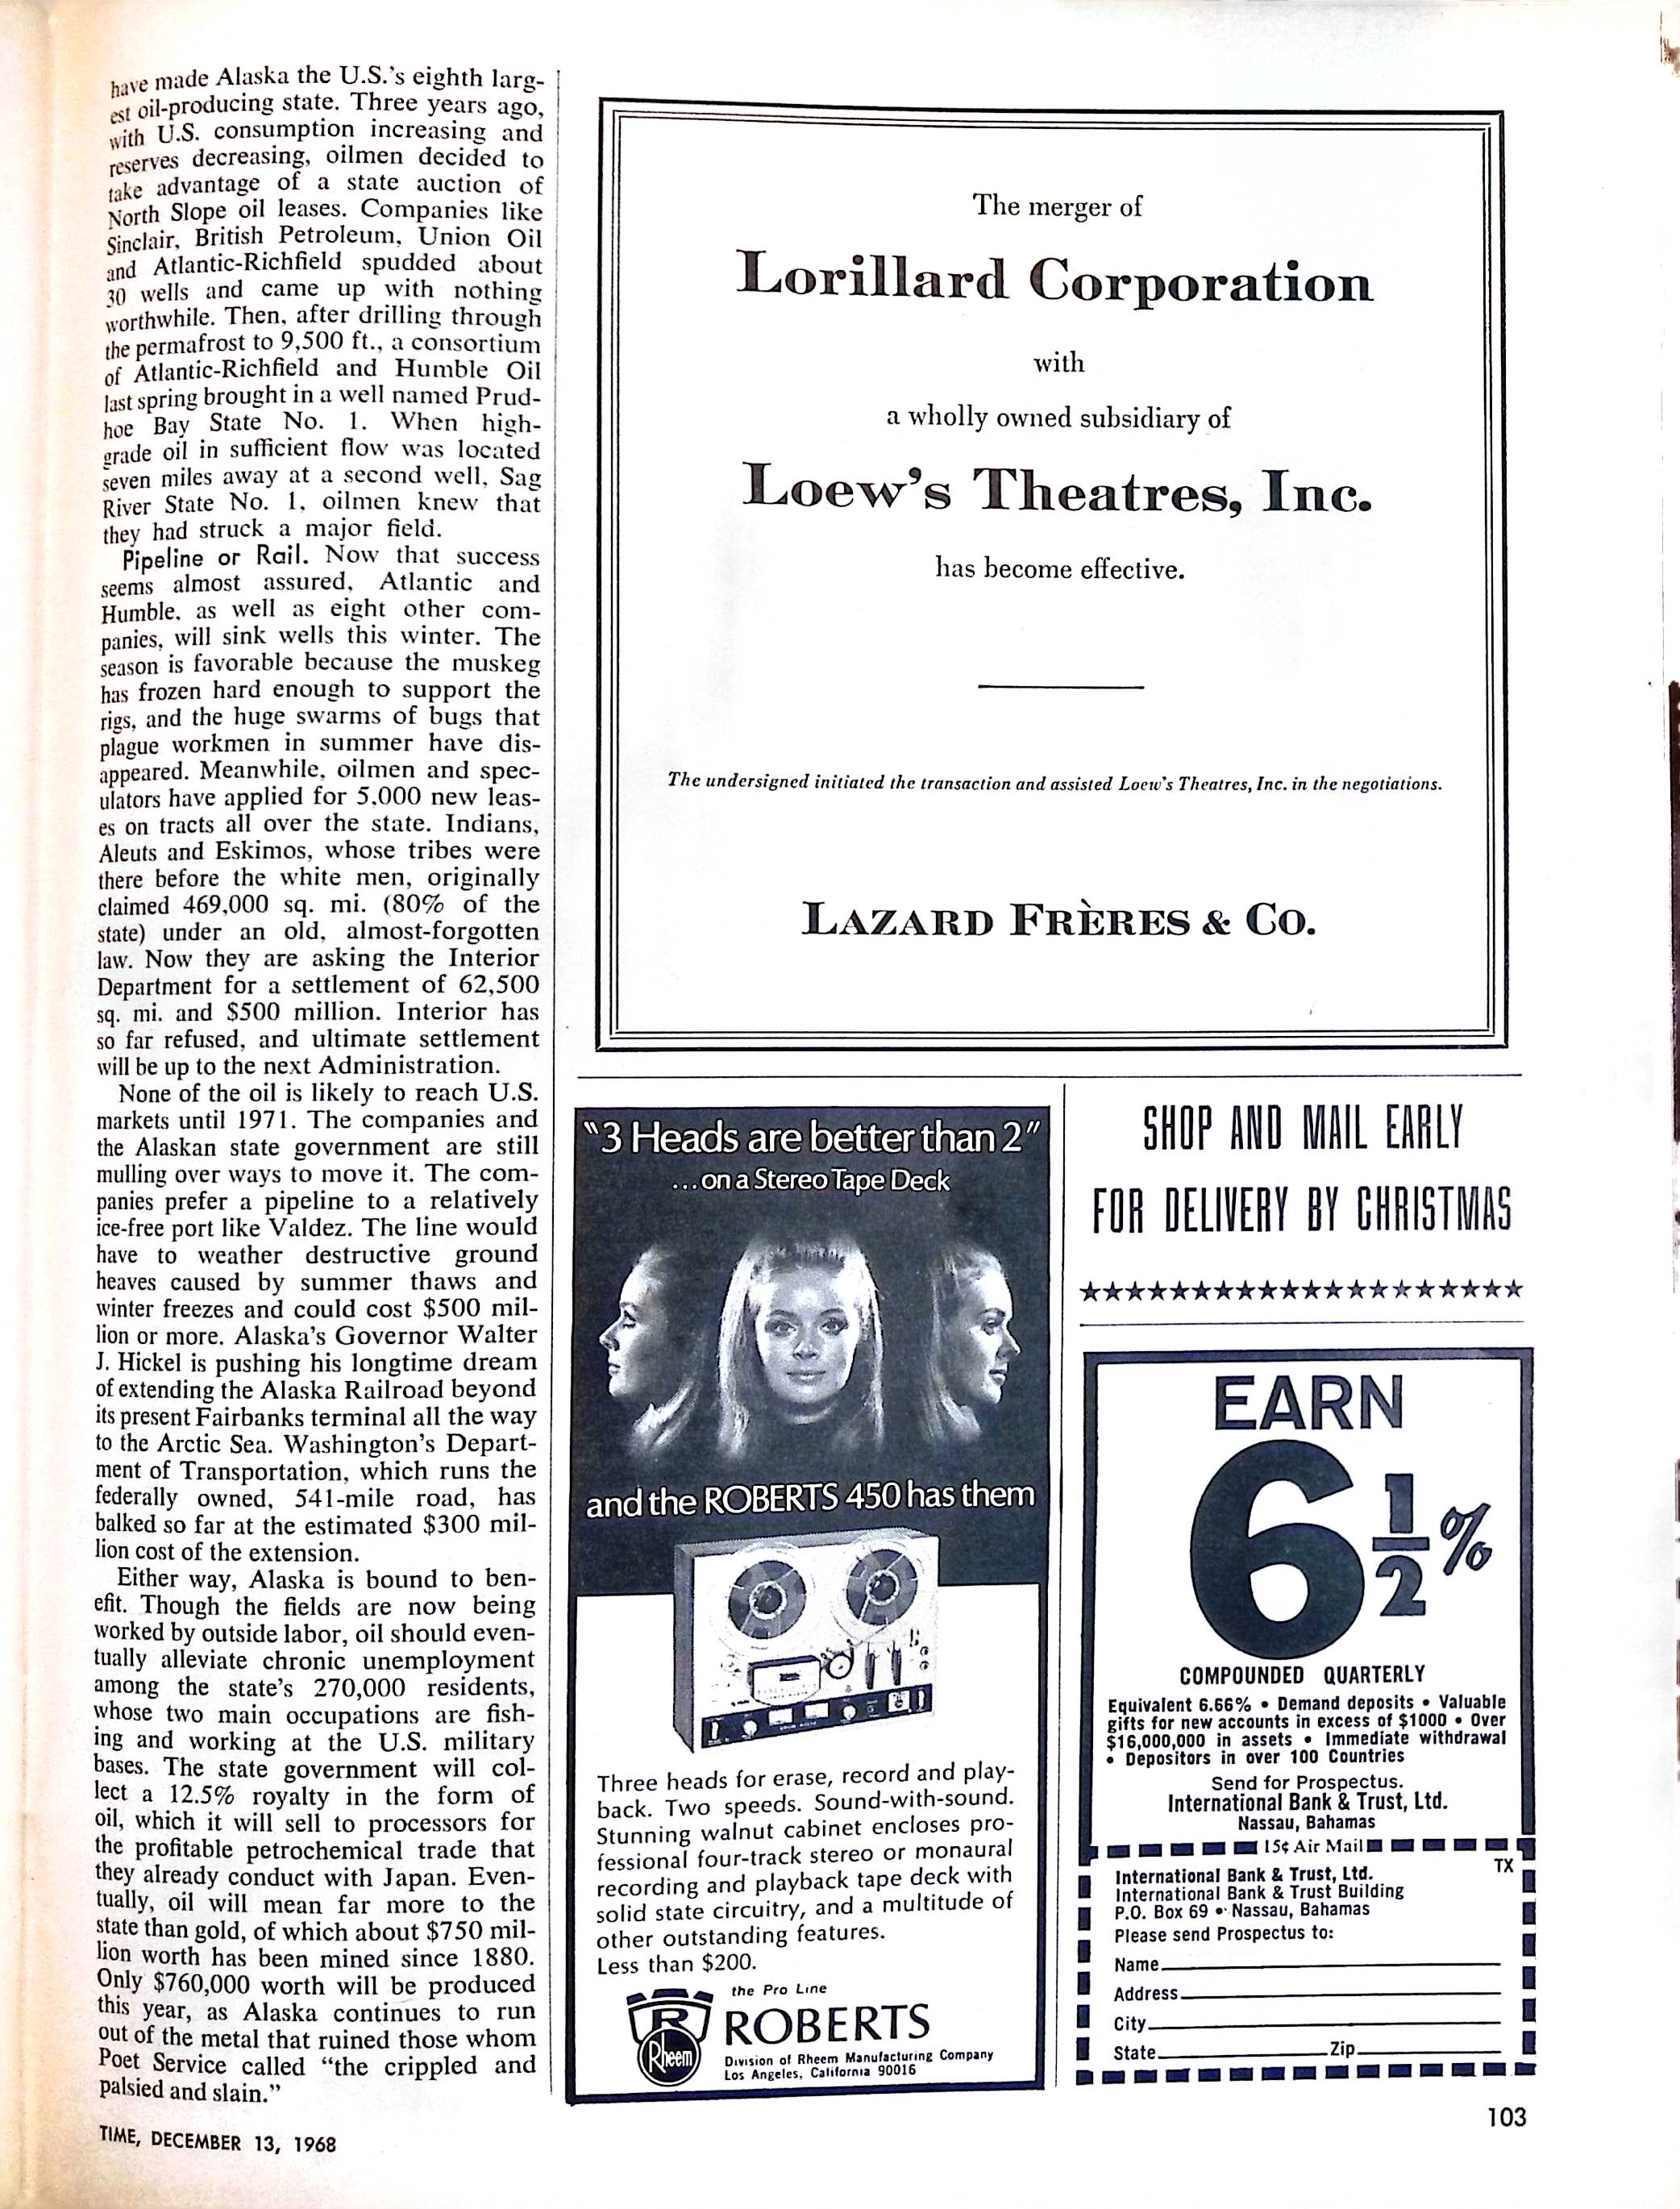 have made Alaska the U.S.'s eighth larg-
est oil-producing state. Three years ago,
with U.S. consumption increasing and
reserves decreasing, oilmen decided to
take advantage of a state auction of
North Slope oil leases. Companies like
Sinclair, British Petroleum, Union Oil
and Atlantic-Richfield spudded about
30 wells and came up with nothing
worthwhile. Then, after drilling through
the permafrost to 9,500 ft., a consortium
of Atlantic-Richfield and Humble Oil
last spring brought in a well named Prud-
hoe Bay State No. 1. When high-
grade oil in sufficient flow was located
seven miles away at a second well, Sag
River State No. 1, oilmen knew that
they had struck a major field.
Pipeline or Rail. Now that success
seems almost assured, Atlantic and
Humble, as well as eight other com-
panies, will sink wells this winter. The
season is favorable because the muskeg
has frozen hard enough to support the
rigs, and the huge swarms of bugs that
plague workmen in summer have dis-
appeared. Meanwhile, oilmen and spec-
ulators have applied for 5,000 new leas-
es on tracts all over the state. Indians,
Aleuts and Eskimos, whose tribes were
there before the white men, originally
claimed 469,000 sq. mi. (80% of the
state) under an old, almost-forgotten
law. Now they are asking the Interior
Department for a settlement of 62,500
sq. mi. and $500 million. Interior has
so far refused, and ultimate settlement
will be up to the next Administration.
None of the oil is likely to reach U.S.
markets until 1971. The companies and
the Alaskan state government are still
mulling over ways to move it. The com-
panies prefer a pipeline to a relatively
ice-free port like Valdez. The line would
have to weather destructive ground
heaves caused by summer thaws and
winter freezes and could cost $500 mil-
lion or more. Alaska's Governor Walter
J. Hickel is pushing his longtime dream
of extending the Alaska Railroad beyond
its present Fairbanks terminal all the way
to the Arctic Sea. Washington's Depart-
ment of Transportation, which runs the
federally owned, 541-mile road, has
balked so far at the estimated $300 mil-
lion cost of the extension.
Either way, Alaska is bound to ben-
efit. Though the fields are now being
worked by outside labor, oil should even-
tually alleviate chronic unemployment
among the state's 270,000 residents,
whose two main occupations are fish-
ing and working at the U.S. military
bases. The state government will col-
lect a 12.5% royalty in the form of
oil, which it will sell to processors for
the profitable petrochemical trade that
they already conduct with Japan. Even-
tually, oil will mean far more to the
state than gold, of which about $750 mil-
lion worth has been mined since 1880.
Only $760,000 worth will be produced
this year, as Alaska continues to run
out of the metal that ruined those whom
Poet Service called "the crippled and
palsied and slain."
TIME, DECEMBER 13, 1968
The merger of
Lorillard Corporation
with
a wholly owned subsidiary of
Loew's Theatres, Inc.
has become effective.
The undersigned initiated the transaction and assisted Loew's Theatres, Inc. in the negotiations.
LAZARD FRÈRES & CO.
"3 Heads are better than 2"
...on a Stereo Tape Deck
and the ROBERTS 450 has them
Three heads for erase, record and play-
back. Two speeds. Sound-with-sound.
Stunning walnut cabinet encloses pro-
fessional four-track stereo or monaural
recording and playback tape deck with
solid state circuitry, and a multitude of
other outstanding features.
Less than $200.
the Pro Line
R
Rheem
ROBERTS
Division of Rheem Manufacturing Company
Los Angeles, California 90016
SHOP AND MAIL EARLY
FOR DELIVERY BY CHRISTMAS
★★★★★★★★★★★★★★★★★★★★
EARN
6½%
COMPOUNDED QUARTERLY
Equivalent 6.66% • Demand deposits • Valuable
gifts for new accounts in excess of $1000 • Over
$16,000,000 in assets • Immediate withdrawal
• Depositors in over 100 Countries
Send for Prospectus.
International Bank & Trust, Ltd.
Nassau, Bahamas
15¢ Air Mail
TX
International Bank & Trust, Ltd.
International Bank & Trust Building
P.O. Box 69 • Nassau, Bahamas
Please send Prospectus to:
Name
Address
City
State Zip
103